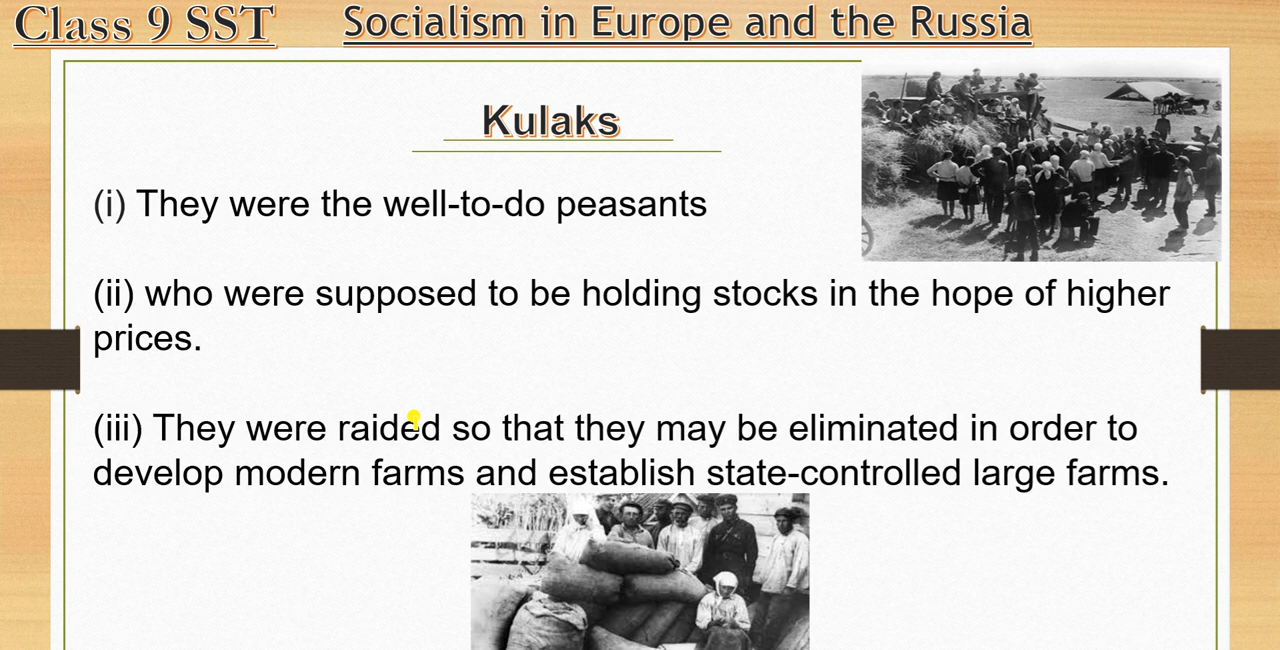 Class 9 SST
Socialism in Europe and the Russia
Kulaks
(i) They were the well-to-do peasants
(ii) who were supposed to be holding stocks in the hope of higher
prices.
(iii) They were raided so that they may be eliminated in order to
develop modern farms and establish state-controlled large farms.